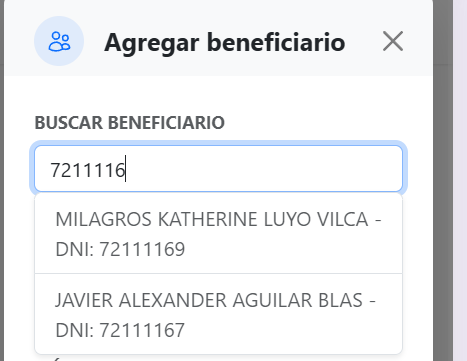 Agregar beneficiario
BUSCAR BENEFICIARIO
7211116
MILAGROS KATHERINE LUYO VILCA -
DNI: 72111169
JAVIER ALEXANDER AGUILAR BLAS -
DNI: 72111167